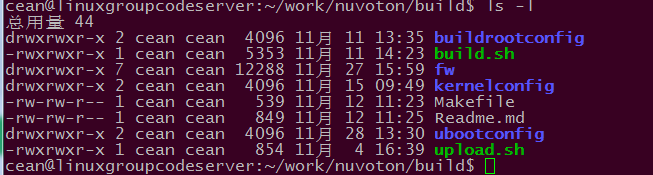 cean@linuxgroupcodeserver:~/work/nuvoton/build$ ls -l
总用量 44
drwxrwxr-x 2 cean cean  4096 11月 11 13:35 buildrootconfig
-rwxrwxr-x 1 cean cean  5353 11月 11 14:23 build.sh
drwxrwxr-x 7 cean cean 12288 11月 27 15:59 fw
drwxrwxr-x 2 cean cean  4096 11月 15 09:49 kernelconfig
-rw-rw-r-- 1 cean cean   539 11月 12 11:23 Makefile
-rwxrwxr-x 1 cean cean   849 11月 12 11:25 Readme.md
drwxrwxr-x 2 cean cean  4096 11月 28 13:30 ubootconfig
-rwxrwxr-x 1 cean cean   854 11月  4 16:39 upload.sh
cean@linuxgroupcodeserver:~/work/nuvoton/build$